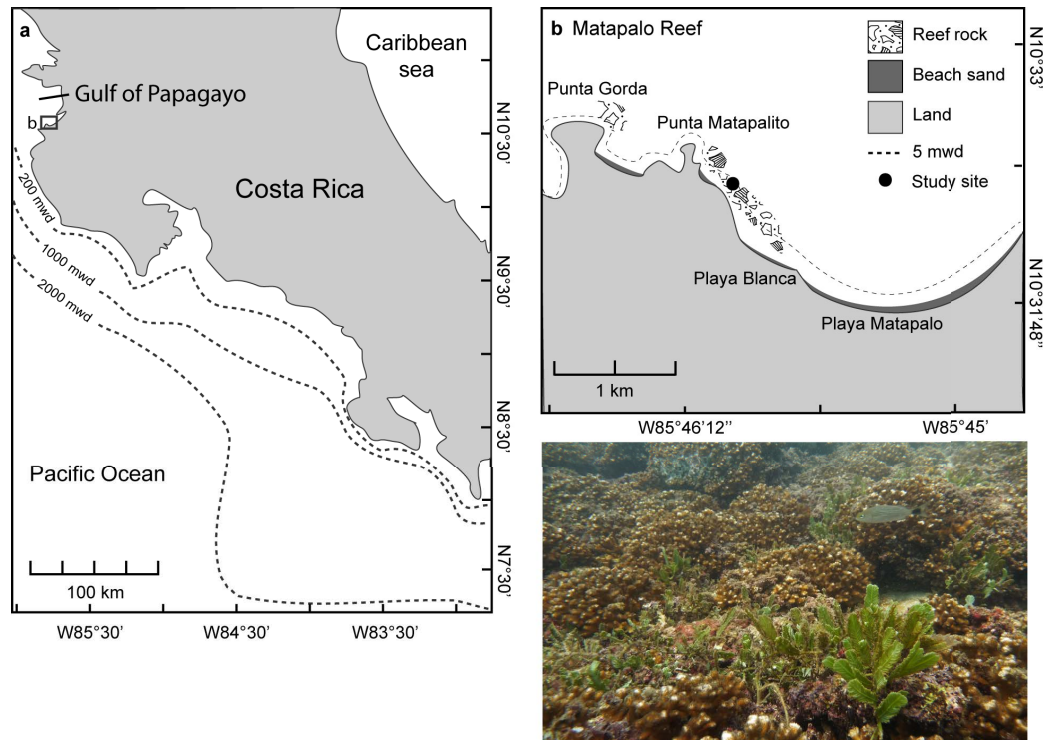 a
Caribbean
sea
Gulf of Papagayo
b
N10°30'
Costa Rica
200 mwd
1000 mwd
2000 mwd
N9°30'
N8°30'
Pacific Ocean
N7°30'
100 km
W85°30'
W84°30'
W83°30'
b Matapalo Reef
Reef rock
Beach sand
Land
5 mwd
Study site
N10°33'
Punta Gorda
Punta Matapalito
Playa Blanca
Playa Matapalo
N10°31'48’’
1 km
W85°46'12’’
W85°45'